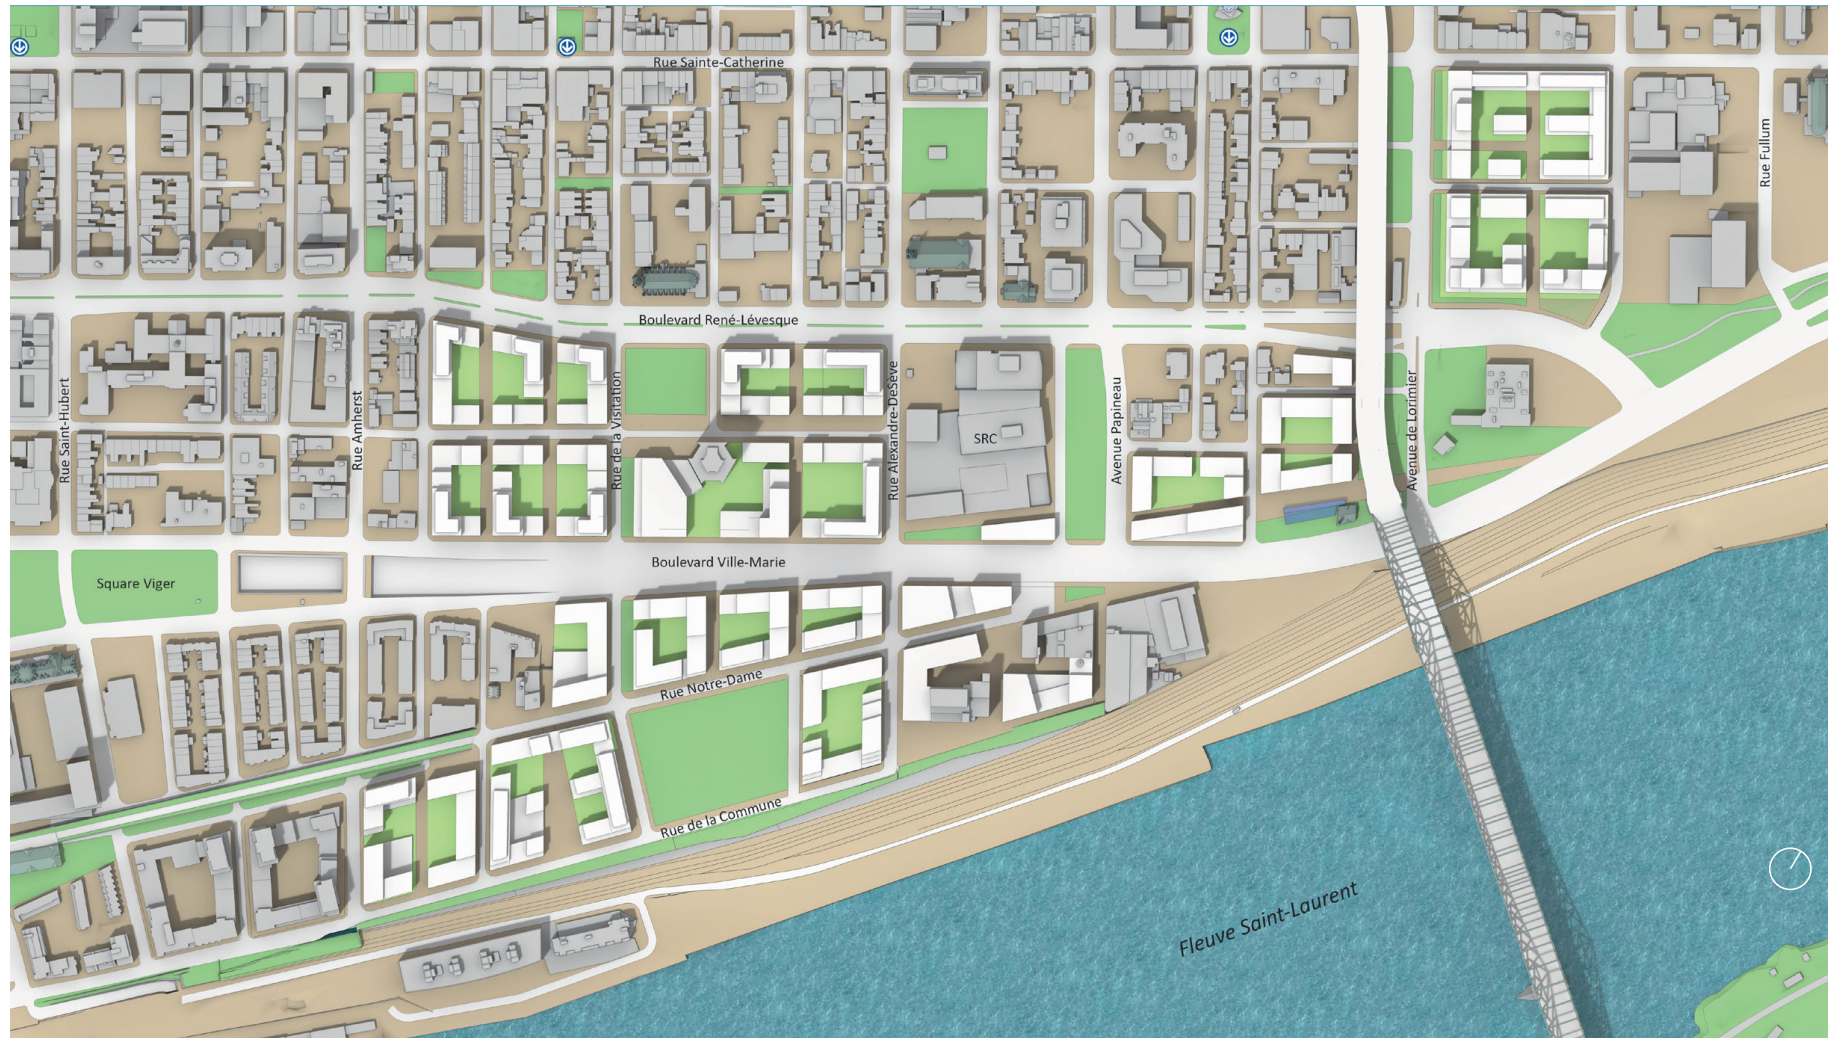 Rue Sainte-Catherine
Rue Fullum
Boulevard René-Lévesque
Rue Saint-Hubert
Rue Amherst
Rue de la Visitation
Rue Alexandre-DeSève
SRC
Avenue Papineau
Avenue de Lorimier
Boulevard Ville-Marie
Square Viger
Rue Notre-Dame
Rue de la Commune
Fleuve Saint-Laurent